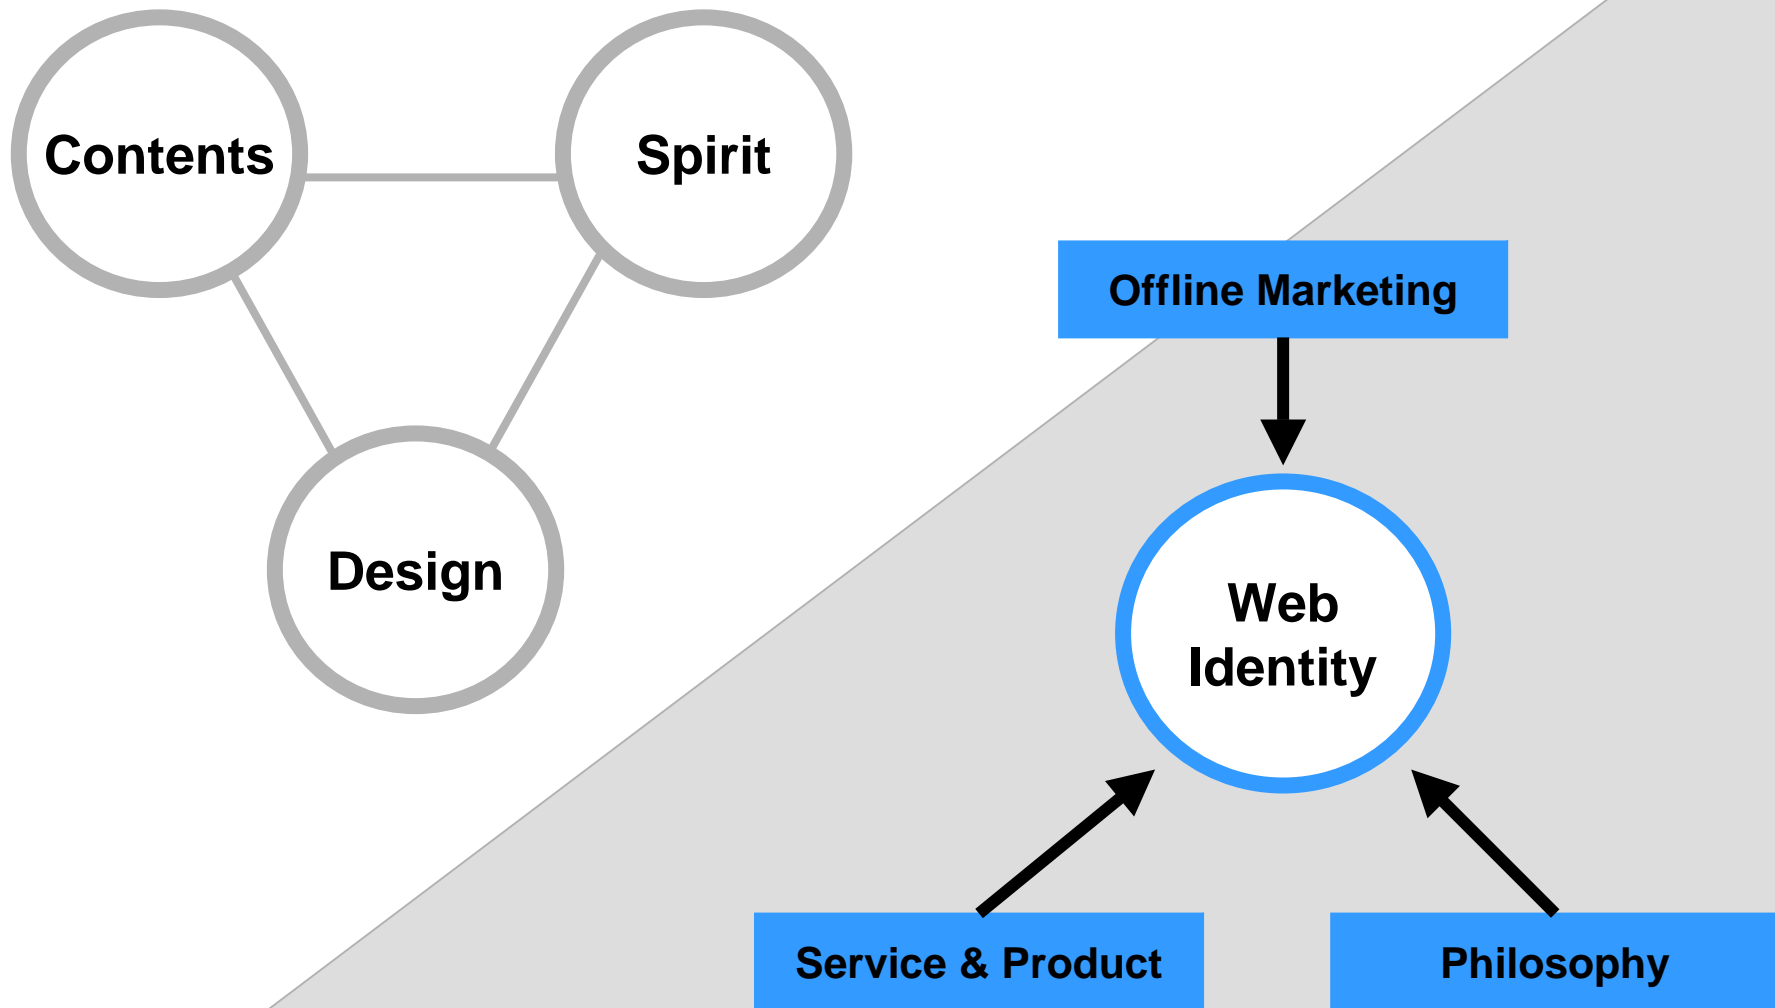 Contents
Spirit
Offline Marketing
Design
Web
Identity
Service & Product
Philosophy